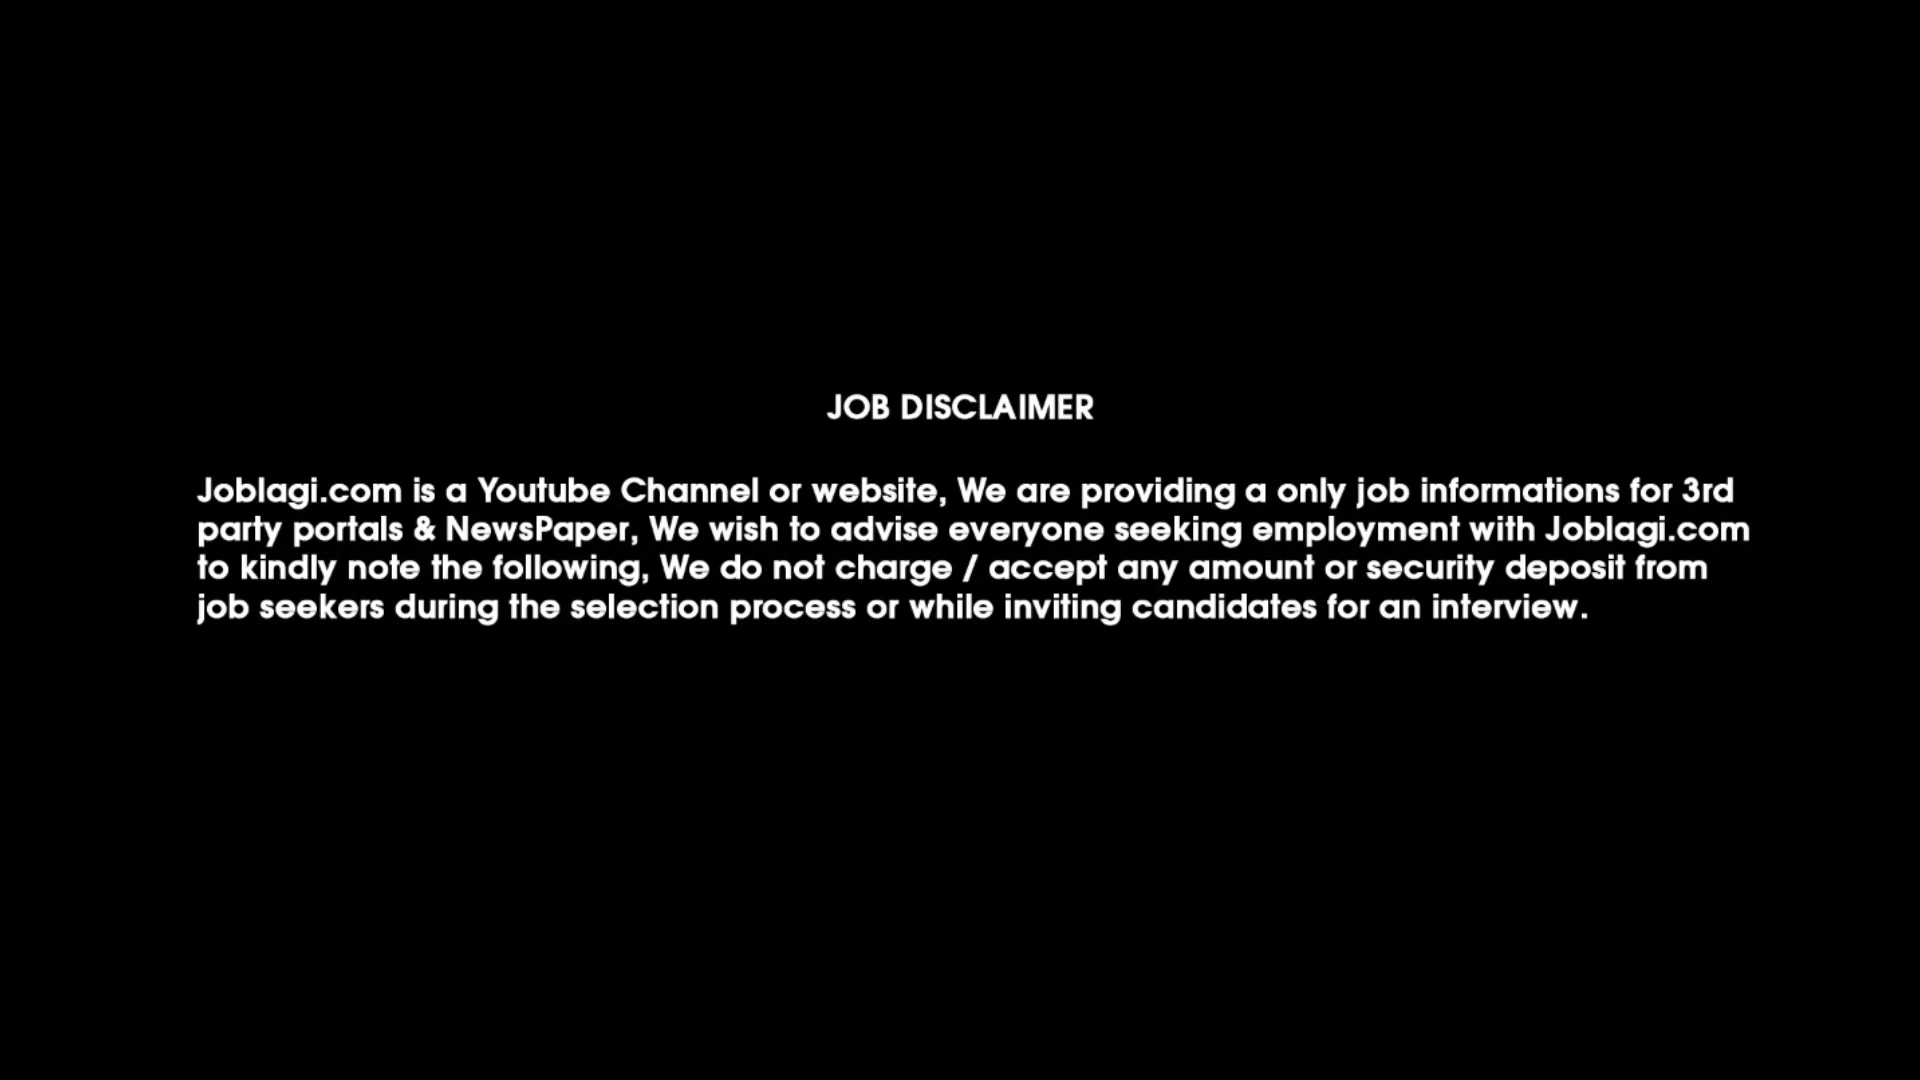 JOB DISCLAIMER
Joblagi.com is a Youtube Channel or website, We are providing a only job informations for 3rd
party portals & NewsPaper, We wish to advise everyone seeking employment with Joblagi.com
to kindly note the following, We do not charge / accept any amount or security deposit from
job seekers during the selection process or while inviting candidates for an interview.